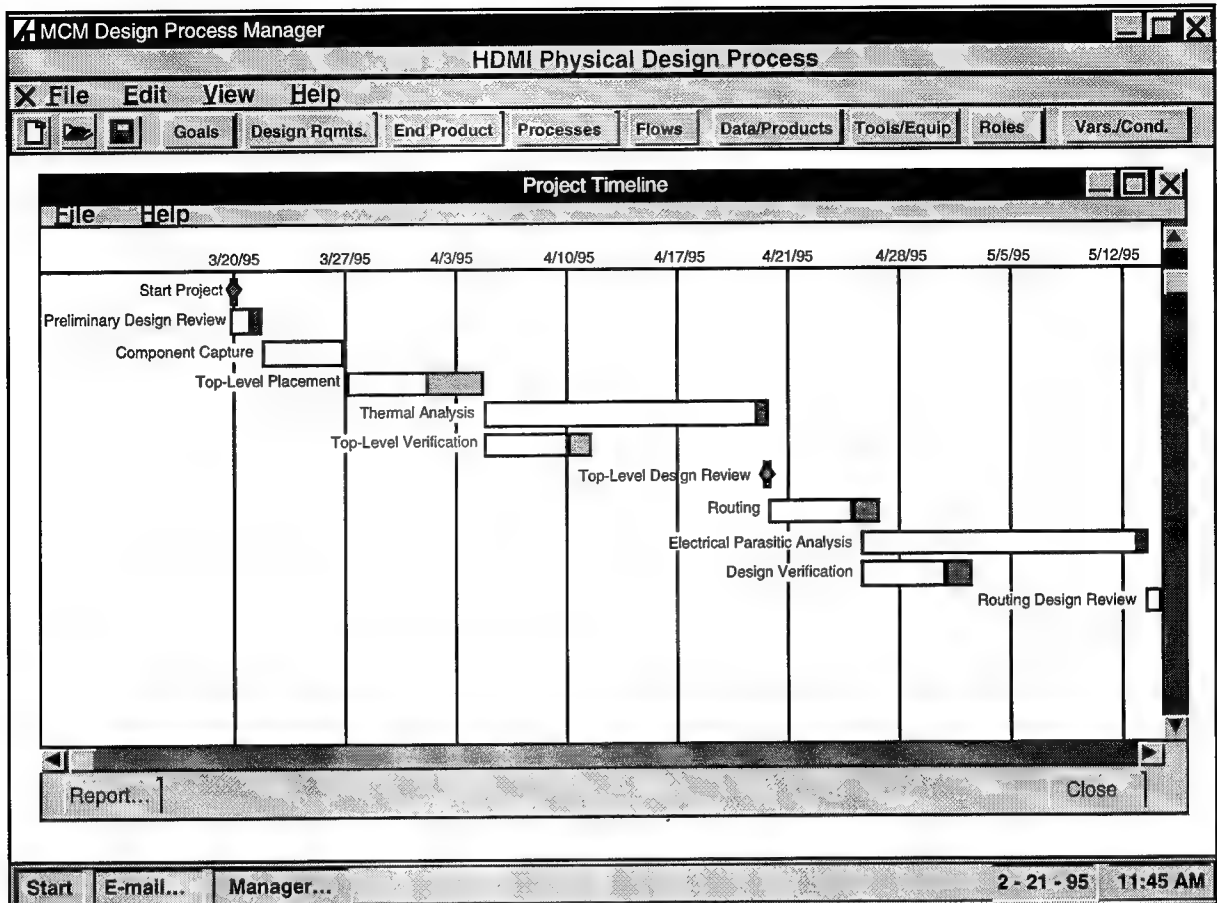 MCM Design Process Manager
HDMI Physical Design Process
File Edit View Help
Goals Design Rqmts. End Product Processes Flows Data/Products Tools/Equip Roles Vars./Cond.
Project Timeline
File Help
3/20/95 3/27/95 4/3/95 4/10/95 4/17/95 4/21/95 4/28/95 5/5/95 5/12/95
Start Project
Preliminary Design Review
Component Capture
Top-Level Placement
Thermal Analysis
Top-Level Verification
Top-Level Design Review
Routing
Electrical Parasitic Analysis
Design Verification
Routing Design Review
Report... Close
Start E-mail... Manager... 2 - 21 - 95 11:45 AM